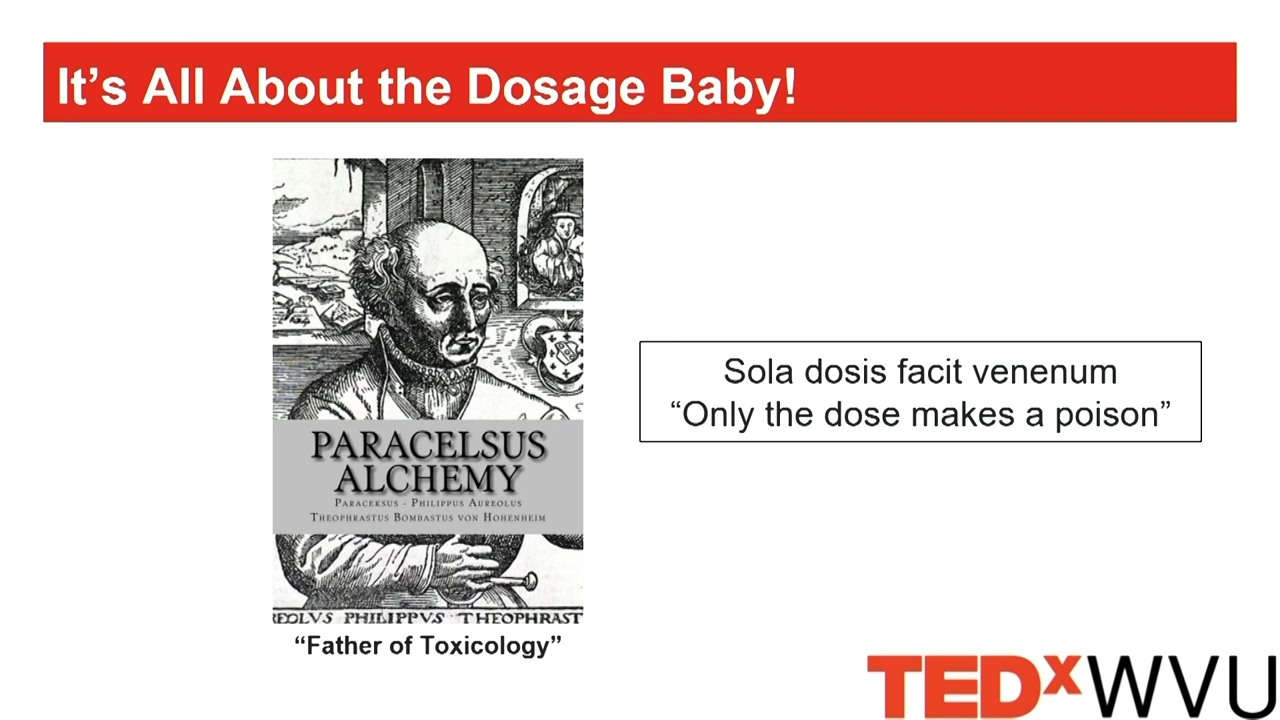 It’s All About the Dosage Baby!
PARACELSUS
ALCHEMY
Paraceksus - Philippus Aureolus
Theophrastus Bombastus von Hohenheim
EOLVS PHILIPPVS THEOPHRAST
“Father of Toxicology”
Sola dosis facit venenum
“Only the dose makes a poison”
TEDxWVU